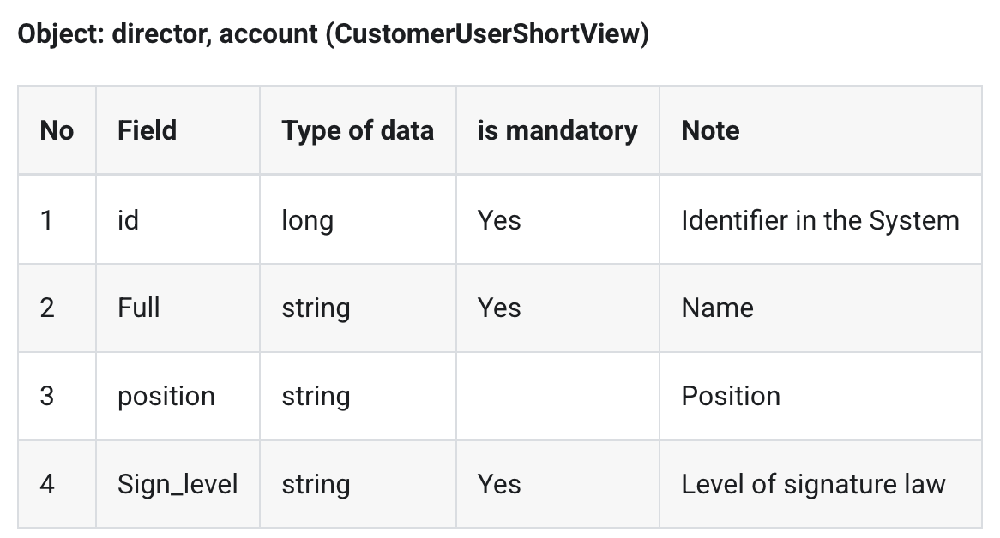 Object: director, account (CustomerUserShortView)
No Field Type of data is mandatory Note
1 id long Yes Identifier in the System
2 Full string Yes Name
3 position string Position
4 Sign_level string Yes Level of signature law